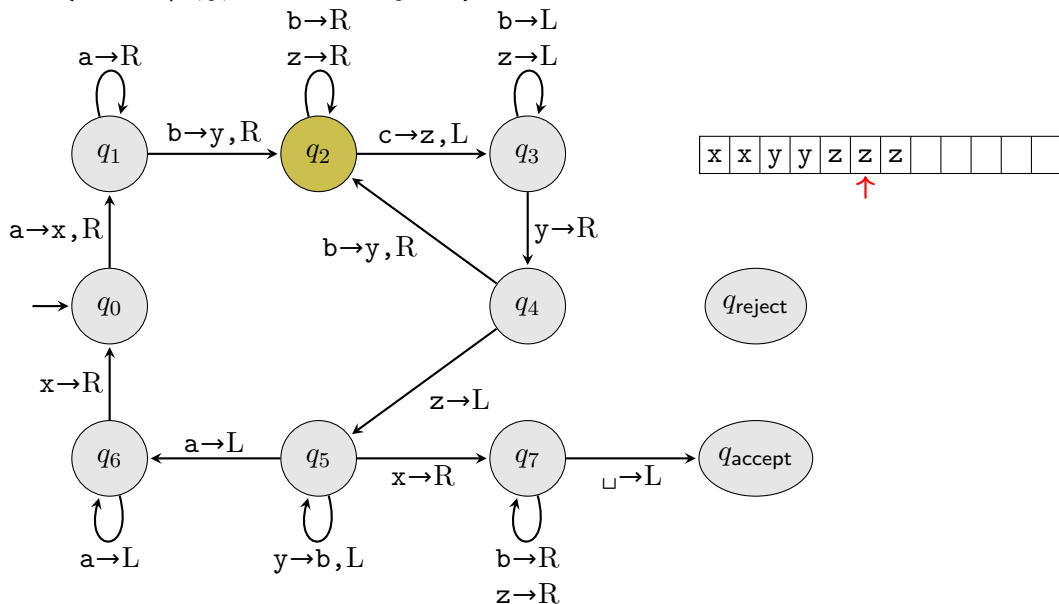 b→R
b→L
a→R
z→R
z→L
q1
b→y,R
q2
c→z,L
q3
x x y y z z z
a→x,R
b→y,R
y→R
q0
q4
qreject
x→R
z→L
q6
a→L
q5
x→R
q7
␣→L
qaccept
a→L
y→b,L
b→R
z→R